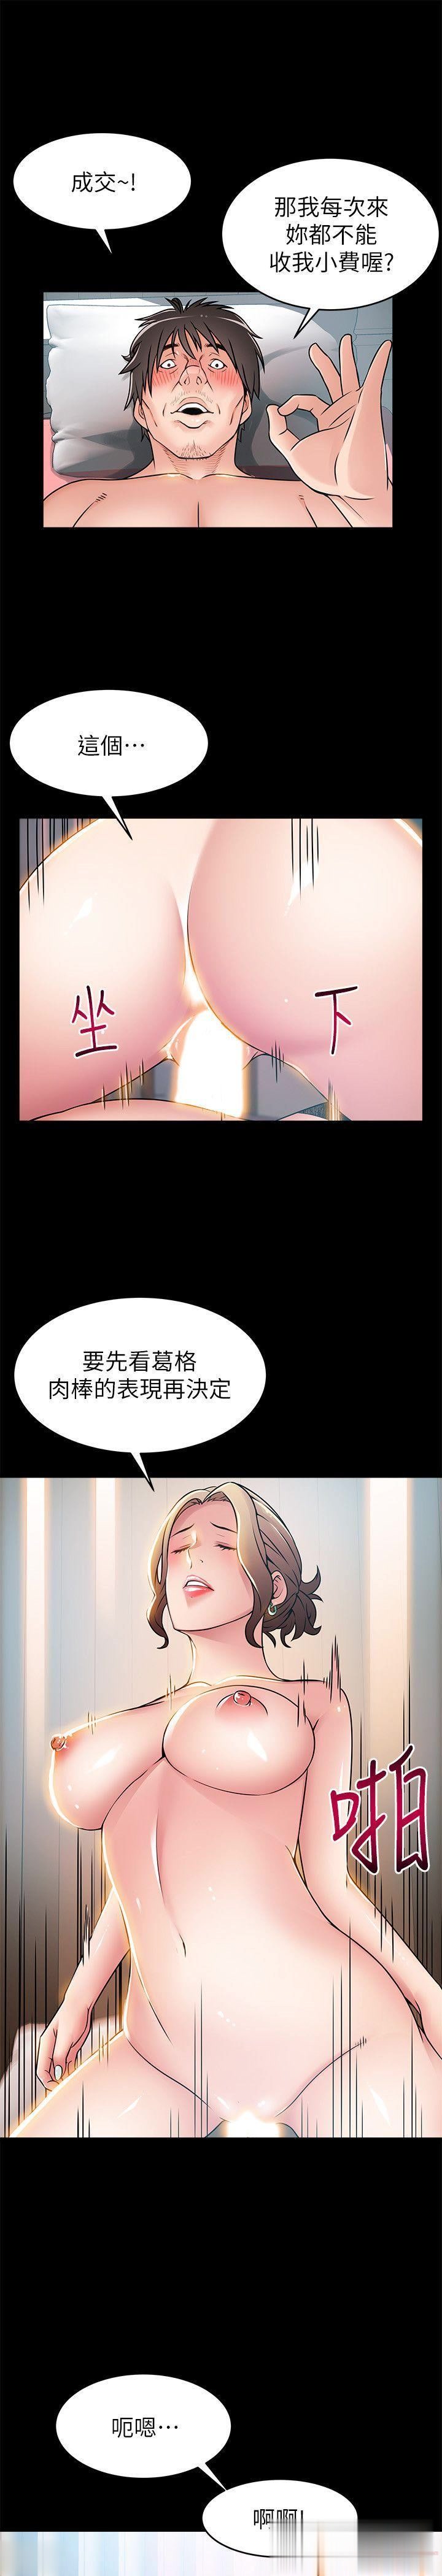 成交~!
那我每次來
妳都不能
收我小費喔?
這個…
坐下
要先看葛格
肉棒的表現再決定
啪
呃嗯…
啊啊!